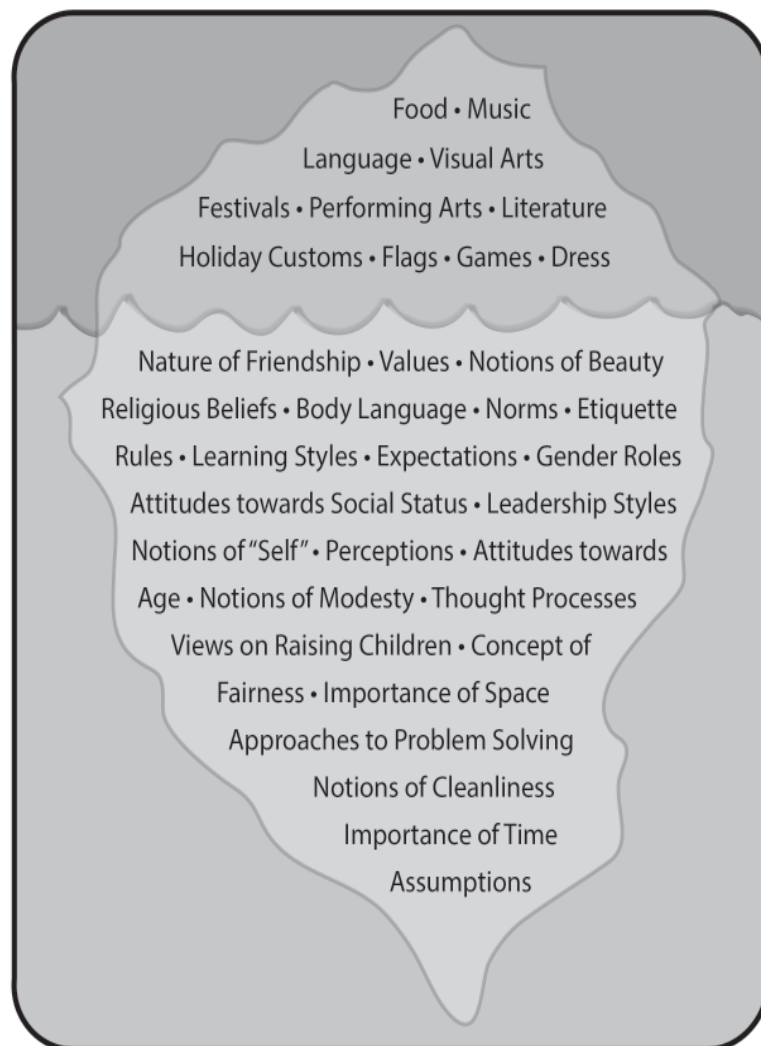 Food • Music
Language • Visual Arts
Festivals • Performing Arts • Literature
Holiday Customs • Flags • Games • Dress
Nature of Friendship • Values • Notions of Beauty
Religious Beliefs • Body Language • Norms • Etiquette
Rules • Learning Styles • Expectations • Gender Roles
Attitudes towards Social Status • Leadership Styles
Notions of “Self” • Perceptions • Attitudes towards
Age • Notions of Modesty • Thought Processes
Views on Raising Children • Concept of
Fairness • Importance of Space
Approaches to Problem Solving
Notions of Cleanliness
Importance of Time
Assumptions